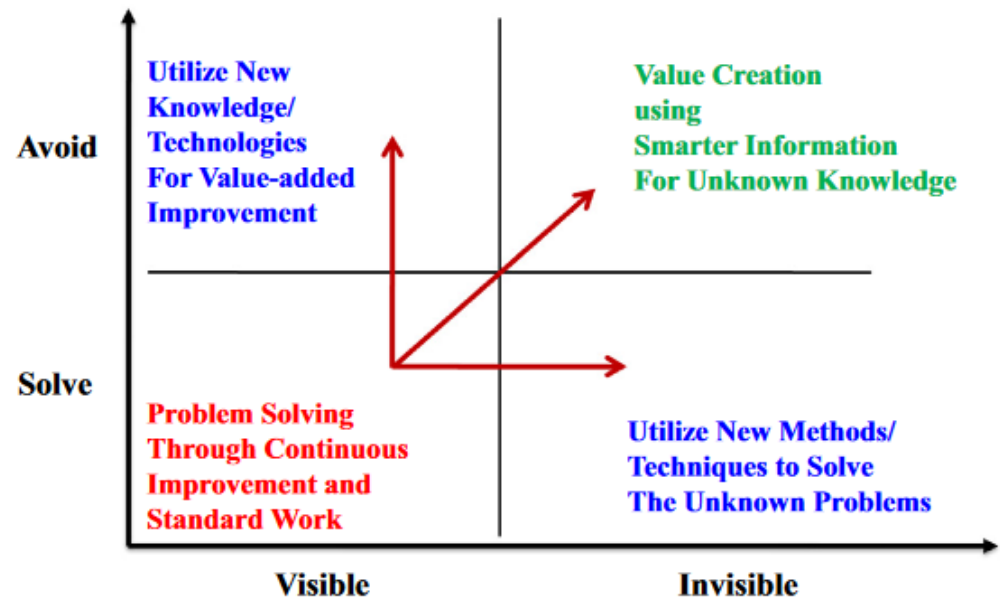 Utilize New
Knowledge/
Technologies
For Value-added
Improvement
Value Creation
using
Smarter Information
For Unknown Knowledge
Avoid
Solve
Problem Solving
Through Continuous
Improvement and
Standard Work
Utilize New Methods/
Techniques to Solve
The Unknown Problems
Visible
Invisible